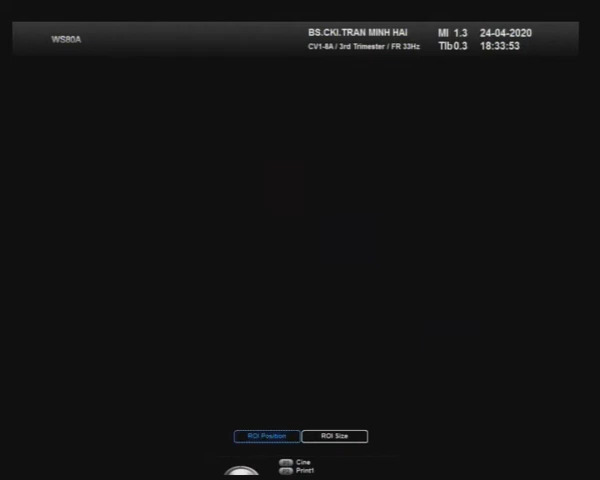 WS80A
BS.CKI.TRAN MINH HAI
CV1-8A / 3rd Trimester / FR 33Hz
MI 1.3
TIb0.3
24-04-2020
18:33:53
ROI Position
ROI Size
Cine
Print1